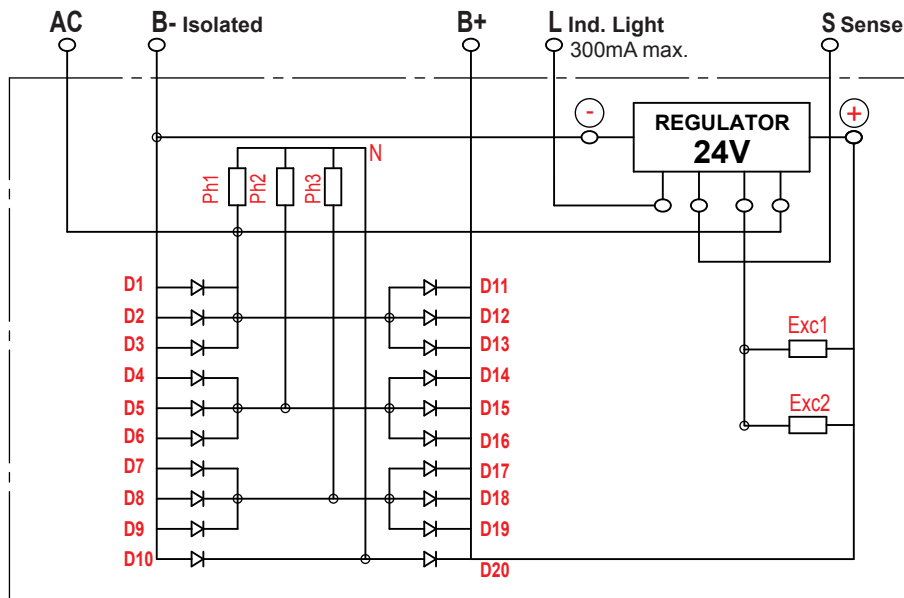 AC
B- Isolated
B+
L Ind. Light
300mA max.
S Sense
-
+
REGULATOR
24V
N
Ph1
Ph2
Ph3
D1
D2
D3
D4
D5
D6
D7
D8
D9
D10
D11
D12
D13
D14
D15
D16
D17
D18
D19
D20
Exc1
Exc2